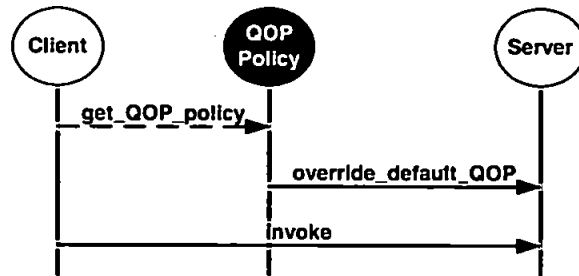 Client
QOP
Policy
Server
get_QOP_policy
override_default_QOP
invoke